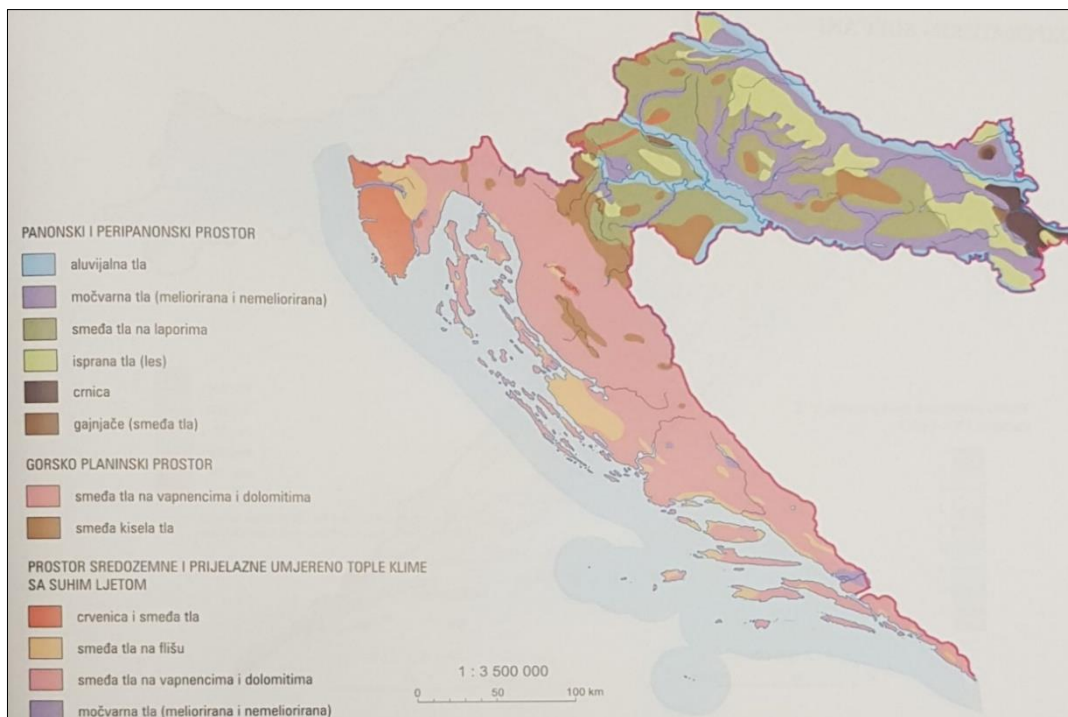 PANONSKI I PERIPANONSKI PROSTOR
aluvijalna tla
močvarna tla (meliorirana i nemeliorirana)
smeđa tla na laporima
isprana tla (les)
crnica
gajnjače (smeđa tla)
GORSKO PLANINSKI PROSTOR
smeđa tla na vapnencima i dolomitima
smeđa kisela tla
PROSTOR SREDOZEMNE I PRIJELAZNE UMJERENO TOPLE KLIME
SA SUHIM LJETOM
crvenica i smeđa tla
smeđa tla na flišu
smeđa tla na vapnencima i dolomitima
močvarna tla (meliorirana i nemeliorirana)
1 : 3 500 000
0 50 100 km